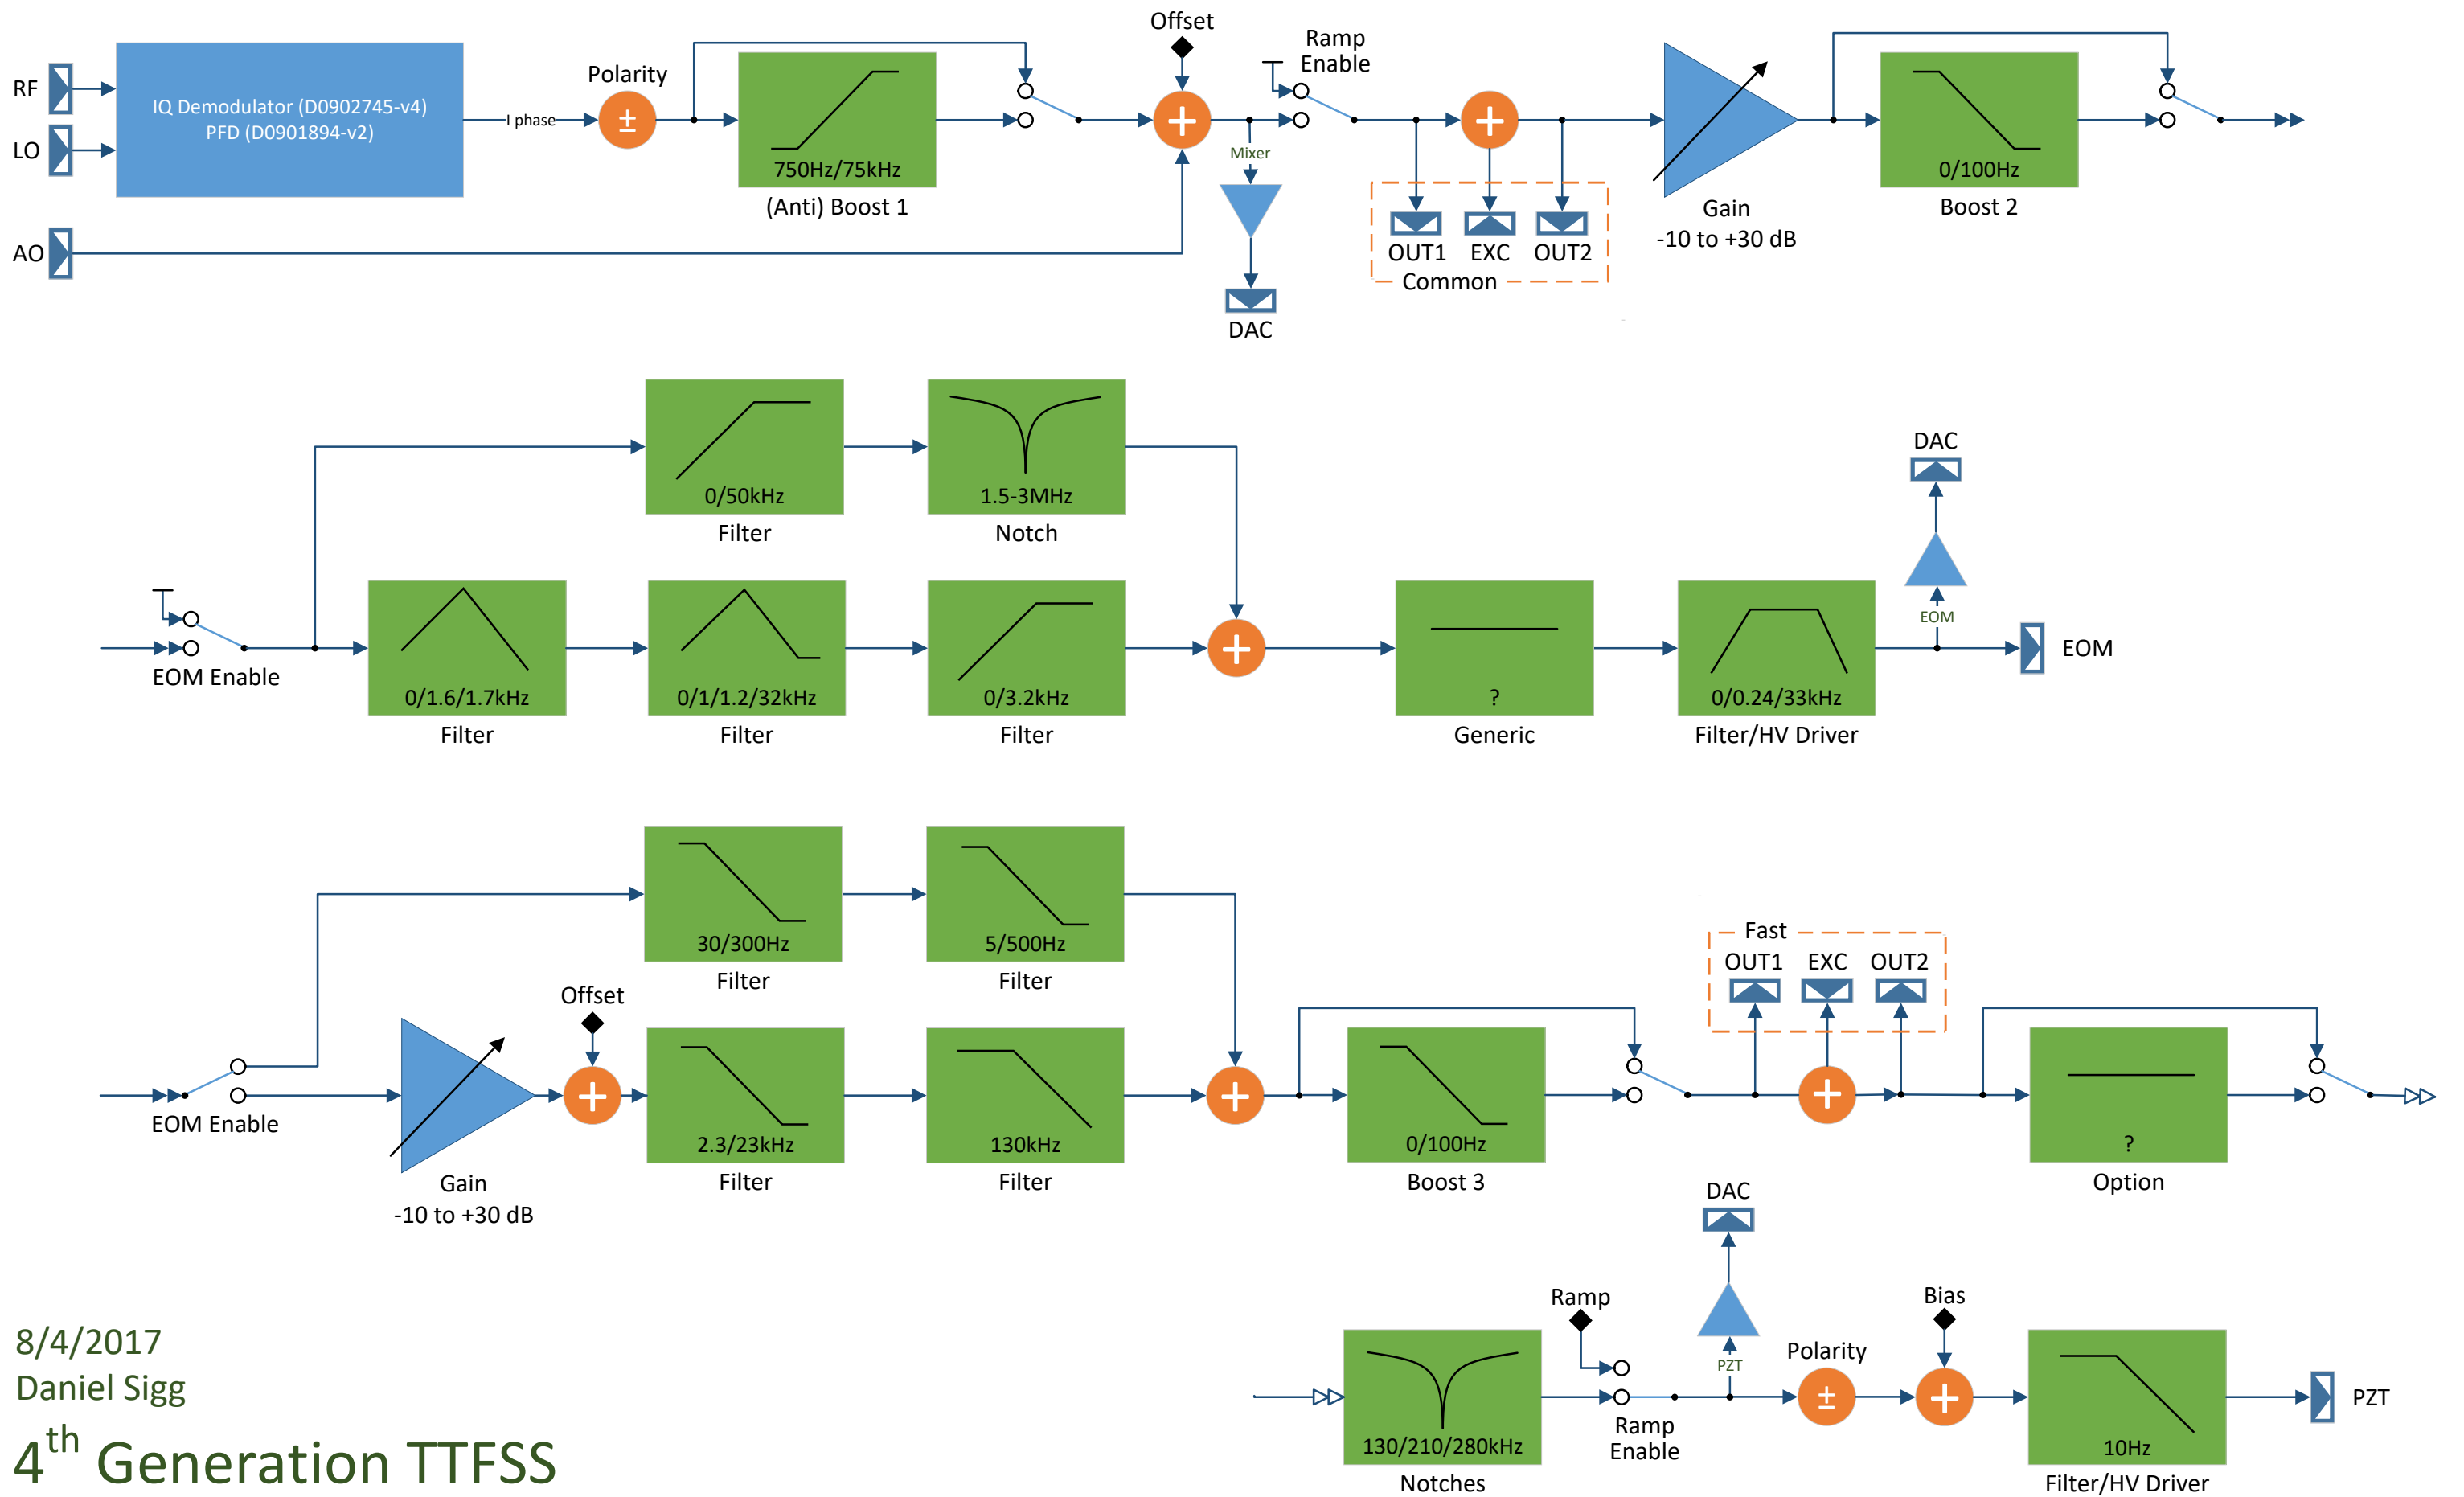 Offset
Ramp
Enable
Polarity
RF
IQ Demodulator (D0902745-v4)
PFD (D0901894-v2)
I phase
±
LO
Mixer
750Hz/75kHz
(Anti) Boost 1
0/100Hz
Boost 2
Gain
-10 to +30 dB
AO
OUT1 EXC OUT2
Common
DAC
0/50kHz
Filter
1.5-3MHz
Notch
DAC
EOM
EOM Enable
0/1.6/1.7kHz
Filter
0/1/1.2/32kHz
Filter
0/3.2kHz
Filter
?
Generic
0/0.24/33kHz
Filter/HV Driver
EOM
30/300Hz
Filter
5/500Hz
Filter
Fast
OUT1 EXC OUT2
Offset
EOM Enable
Gain
-10 to +30 dB
2.3/23kHz
Filter
130kHz
Filter
0/100Hz
Boost 3
?
Option
DAC
Ramp
Bias
PZT
Polarity
±
130/210/280kHz
Notches
Ramp
Enable
10Hz
Filter/HV Driver
PZT
8/4/2017
Daniel Sigg
4th Generation TTFSS